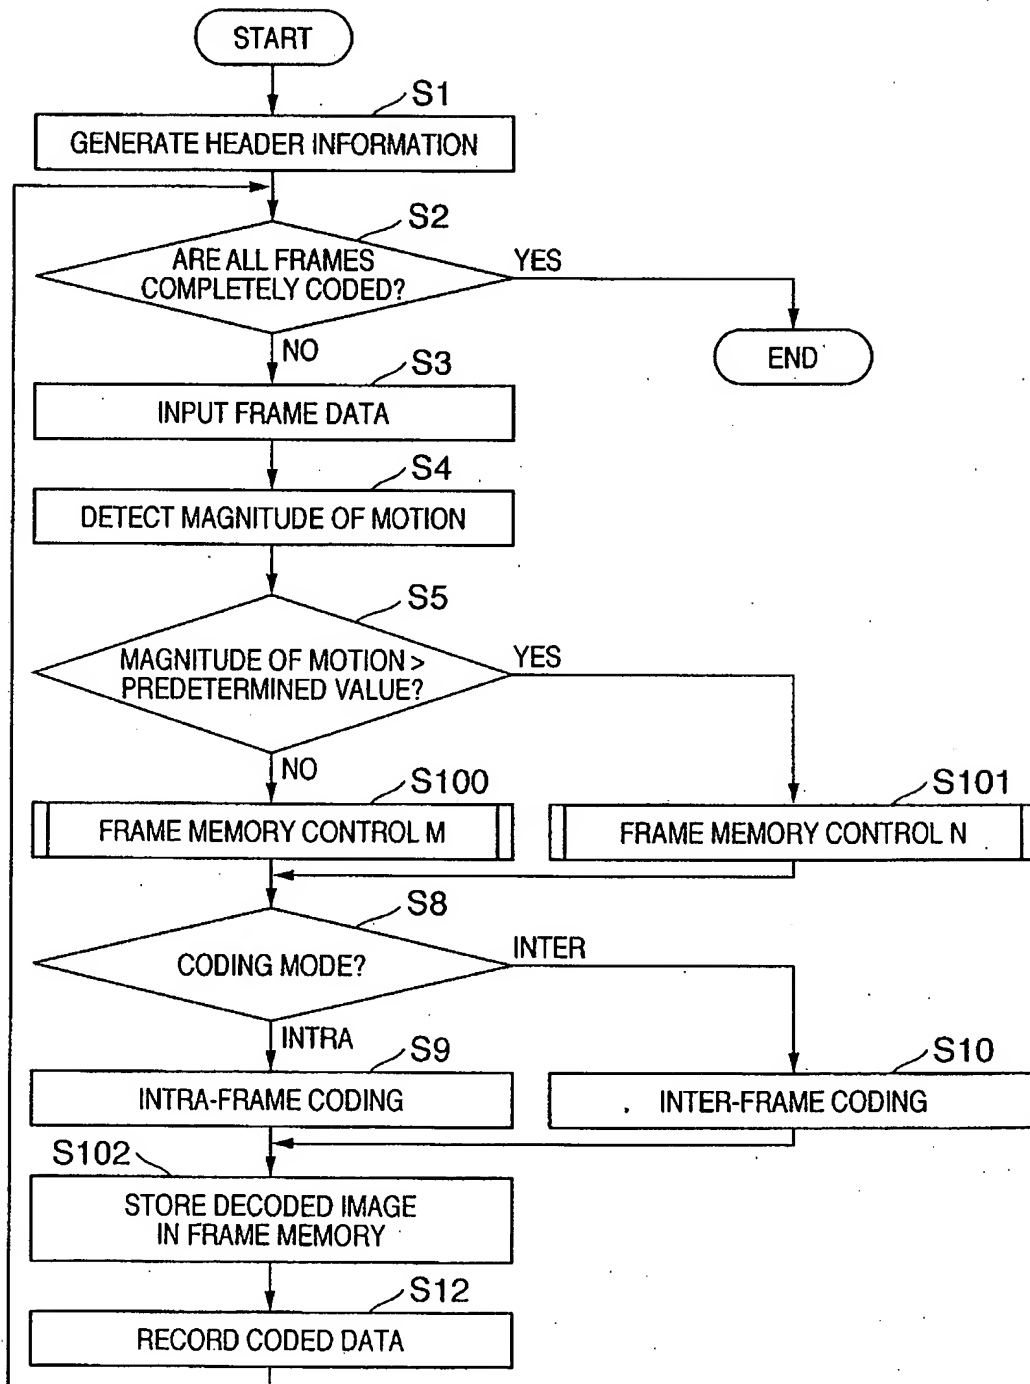 START
S1
GENERATE HEADER INFORMATION
S2
ARE ALL FRAMES
COMPLETELY CODED?
YES
END
NO
S3
INPUT FRAME DATA
S4
DETECT MAGNITUDE OF MOTION
S5
MAGNITUDE OF MOTION >
PREDETERMINED VALUE?
YES
NO
S100
FRAME MEMORY CONTROL M
S101
FRAME MEMORY CONTROL N
S8
CODING MODE?
INTER
INTRA
S9
INTRA-FRAME CODING
S10
INTER-FRAME CODING
S102
STORE DECODED IMAGE
IN FRAME MEMORY
S12
RECORD CODED DATA